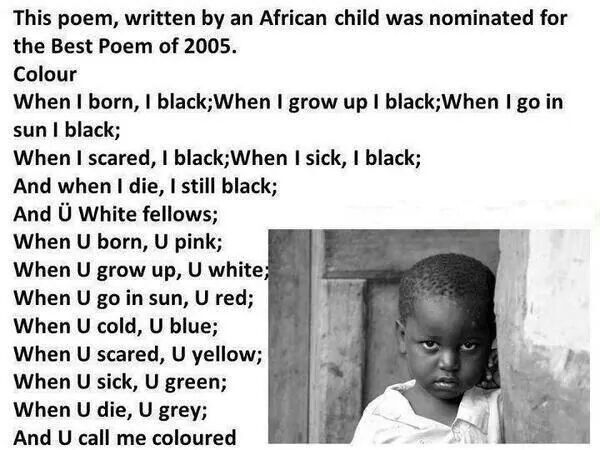 This poem, written by an African child was nominated for
the Best Poem of 2005.
Colour
When I born, I black;When I grow up I black;When I go in
sun I black;
When I scared, I black;When I sick, I black;
And when I die, I still black;
And Ü White fellows;
When U born, U pink;
When U grow up, U white;
When U go in sun, U red;
When U cold, U blue;
When U scared, U yellow;
When U sick, U green;
When U die, U grey;
And U call me coloured